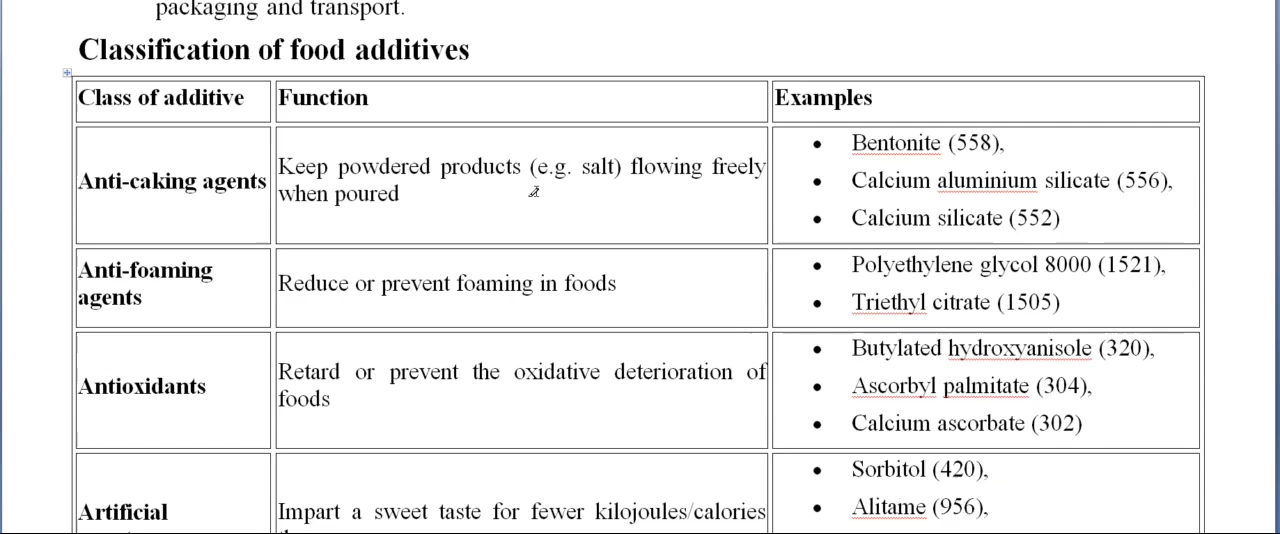 packaging and transport.
Classification of food additives
Class of additive
Function
Examples
Anti-caking agents
Keep powdered products (e.g. salt) flowing freely
when poured
Bentonite (558),
Calcium aluminium silicate (556),
Calcium silicate (552)
Anti-foaming
agents
Reduce or prevent foaming in foods
Polyethylene glycol 8000 (1521),
Triethyl citrate (1505)
Antioxidants
Retard or prevent the oxidative deterioration of
foods
Butylated hydroxyanisole (320),
Ascorbyl palmitate (304),
Calcium ascorbate (302)
Artificial
Impart a sweet taste for fewer kilojoules/calories
Sorbitol (420),
Alitame (956),